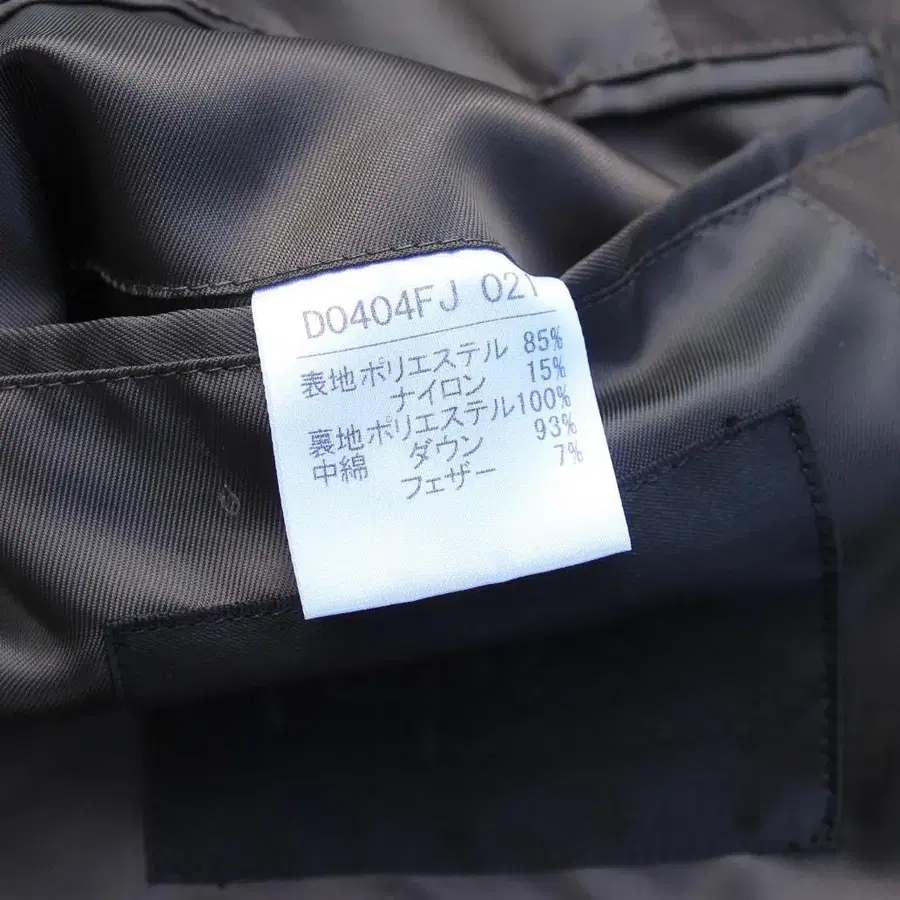 D0404FJ 021
表地ポリエステル 85%
ナイロン 15%
裏地ポリエステル100%
中綿 ダウン 93%
フェザー 7%